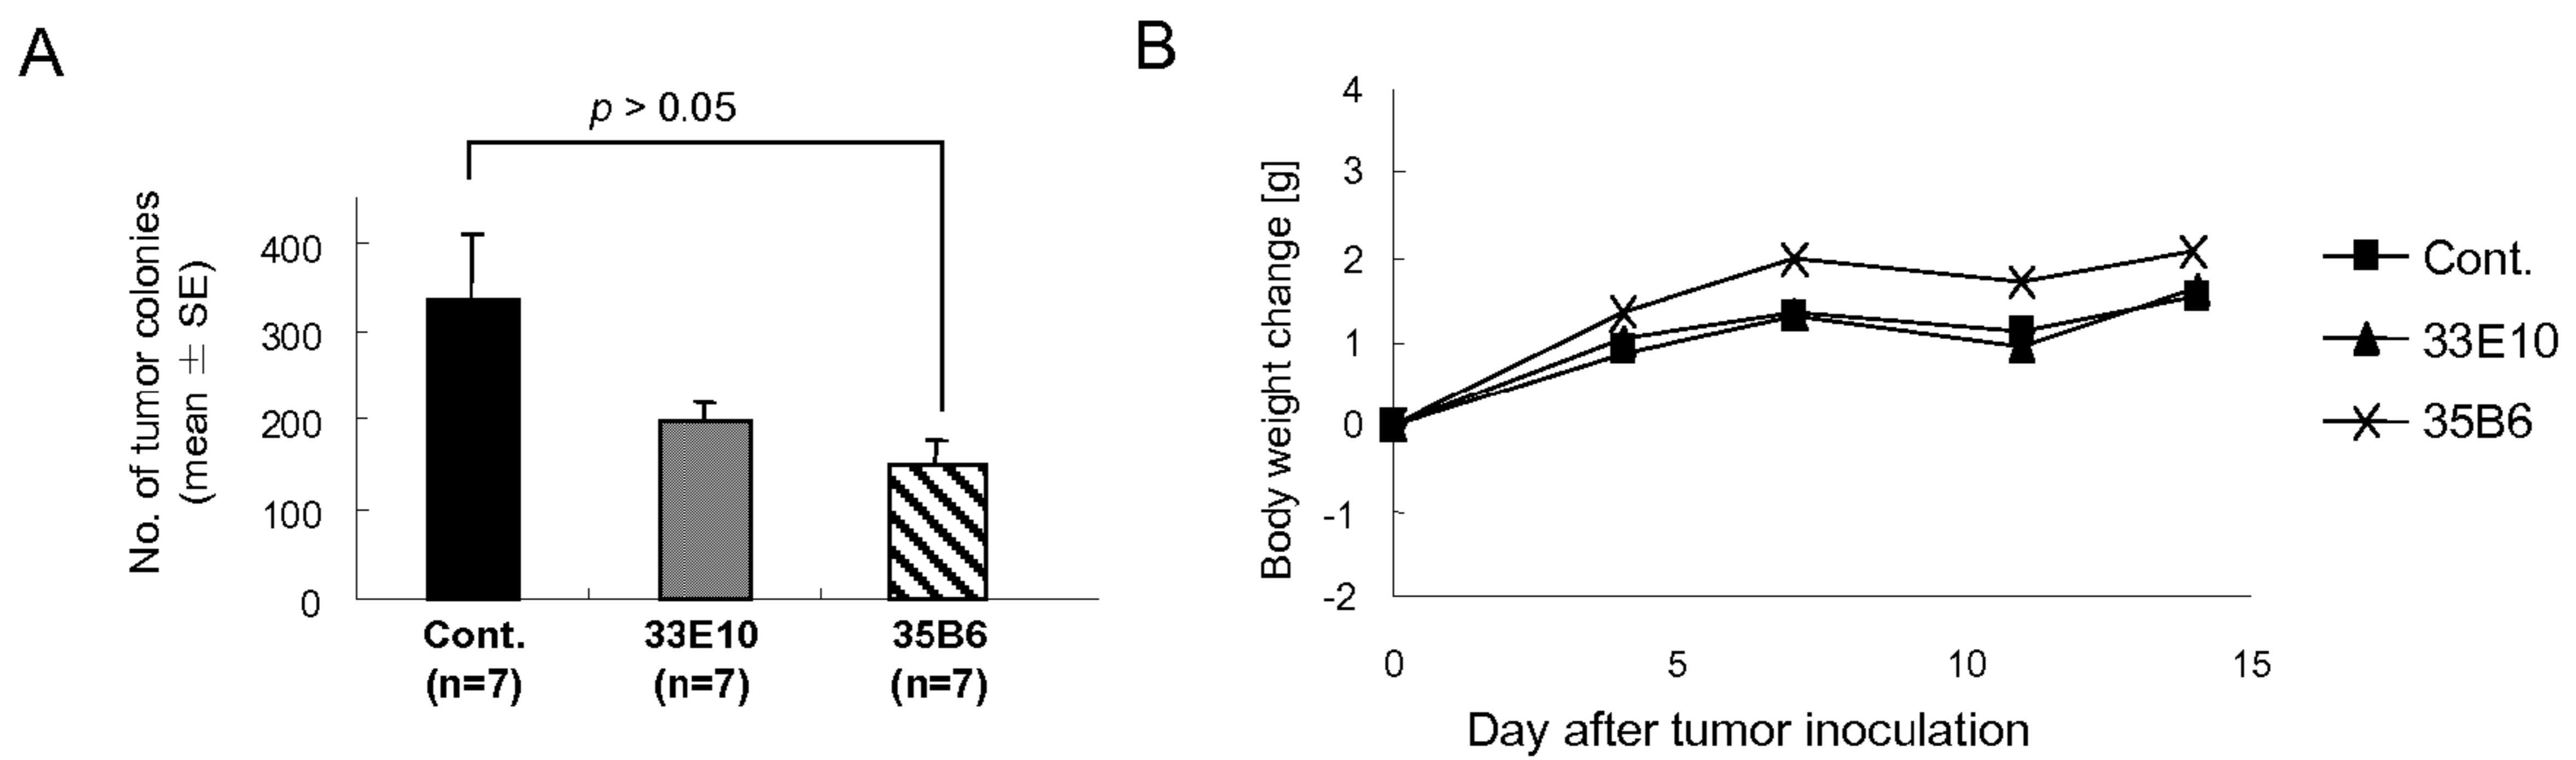 A
p > 0.05
No. of tumor colonies
(mean ± SE)
400
300
200
100
0
Cont.
(n=7)
33E10
(n=7)
35B6
(n=7)
B
Body weight change [g]
4
3
2
1
0
-1
-2
0 5 10 15
Day after tumor inoculation
Cont.
33E10
35B6